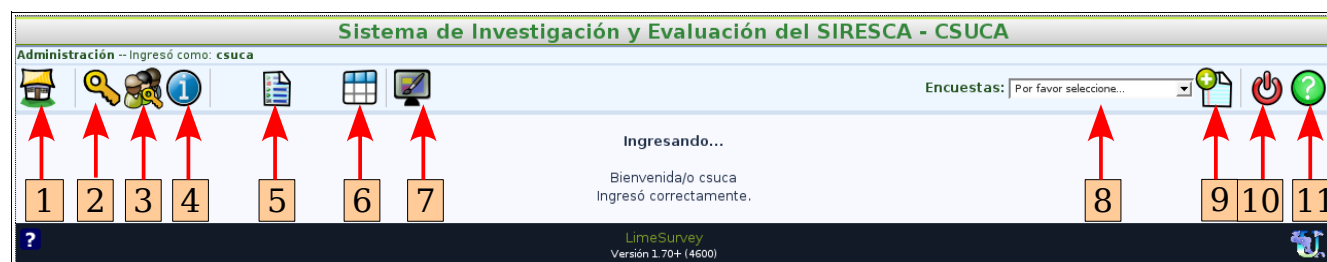 Sistema de Investigación y Evaluación del SIRESCA - CSUCA
Administración -- Ingresó como: csuca
Encuestas: Por favor seleccione...
Ingresando...
Bienvenida/o csuca
Ingresó correctamente.
1 2 3 4 5 6 7 8 9 10 11
LimeSurvey
Versión 1.70+ (4600)